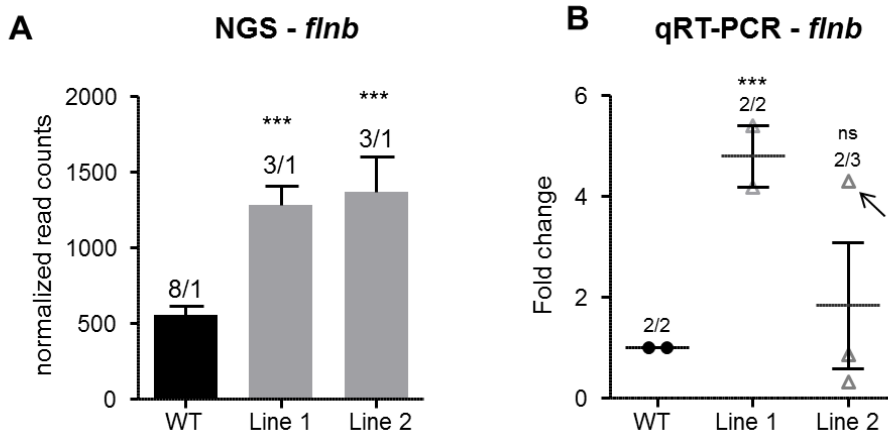 A
NGS - flnb
normalized read counts
2000
1500
1000
500
0
8/1
***
3/1
***
3/1
WT
Line 1
Line 2
B
qRT-PCR - flnb
Fold change
6
4
2
0
2/2
***
2/2
ns
2/3
WT
Line 1
Line 2